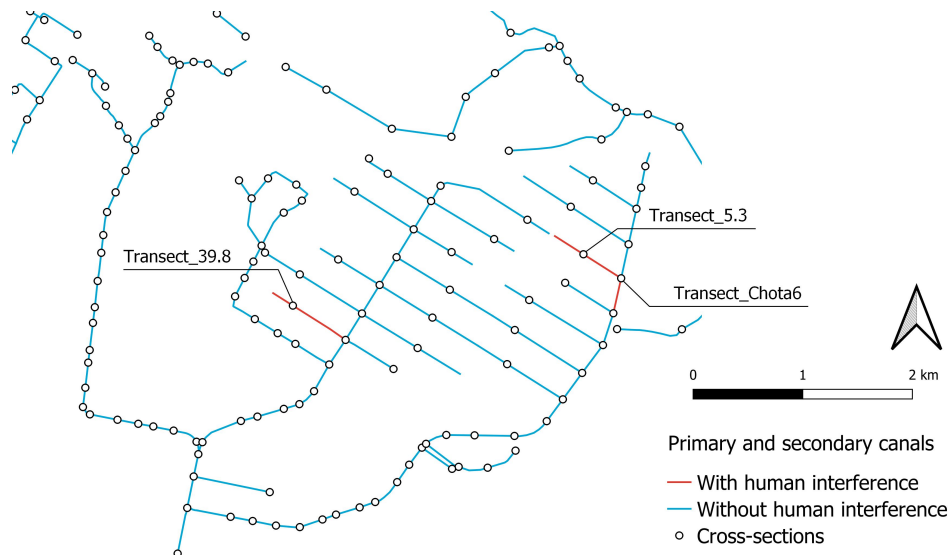 Transect_5.3
Transect_39.8
Transect_Chota6
0 1 2 km
Primary and secondary canals
With human interference
Without human interference
Cross-sections